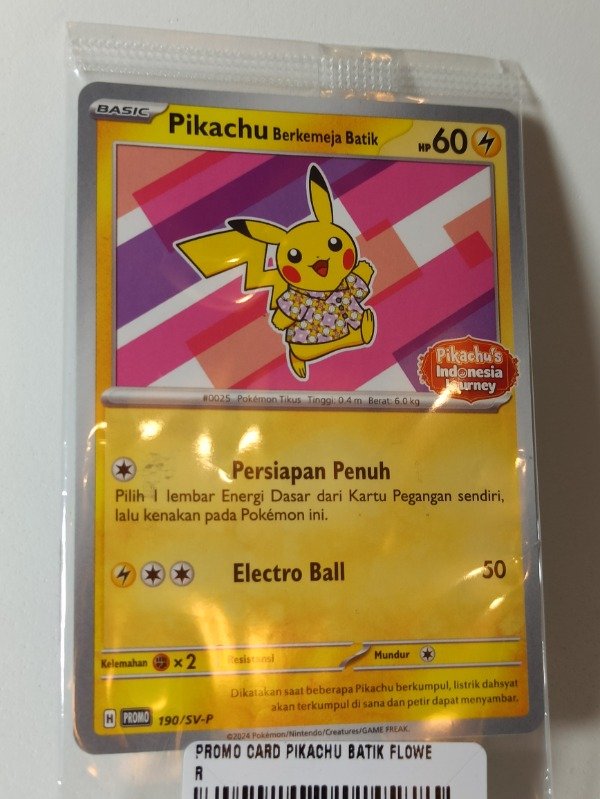 BASIC
Pikachu Berkemeja Batik HP 60
Pikachu's
Indonesia
Journey
#0025 Pokémon Tikus Tinggi: 0.4 m Berat: 6.0 kg
Persiapan Penuh
Pilih 1 lembar Energi Dasar dari Kartu Pegangan sendiri,
lalu kenakan pada Pokémon ini.
Electro Ball 50
Kelemahan ×2 Resistansi Mundur
Dikatakan saat beberapa Pikachu berkumpul, listrik dahsyat
akan terkumpul di sana dan petir dapat menyambar.
H PROMO 190/SV-P
©2024 Pokémon/Nintendo/Creatures/GAME FREAK.
PROMO CARD PIKACHU BATIK FLOWE
R